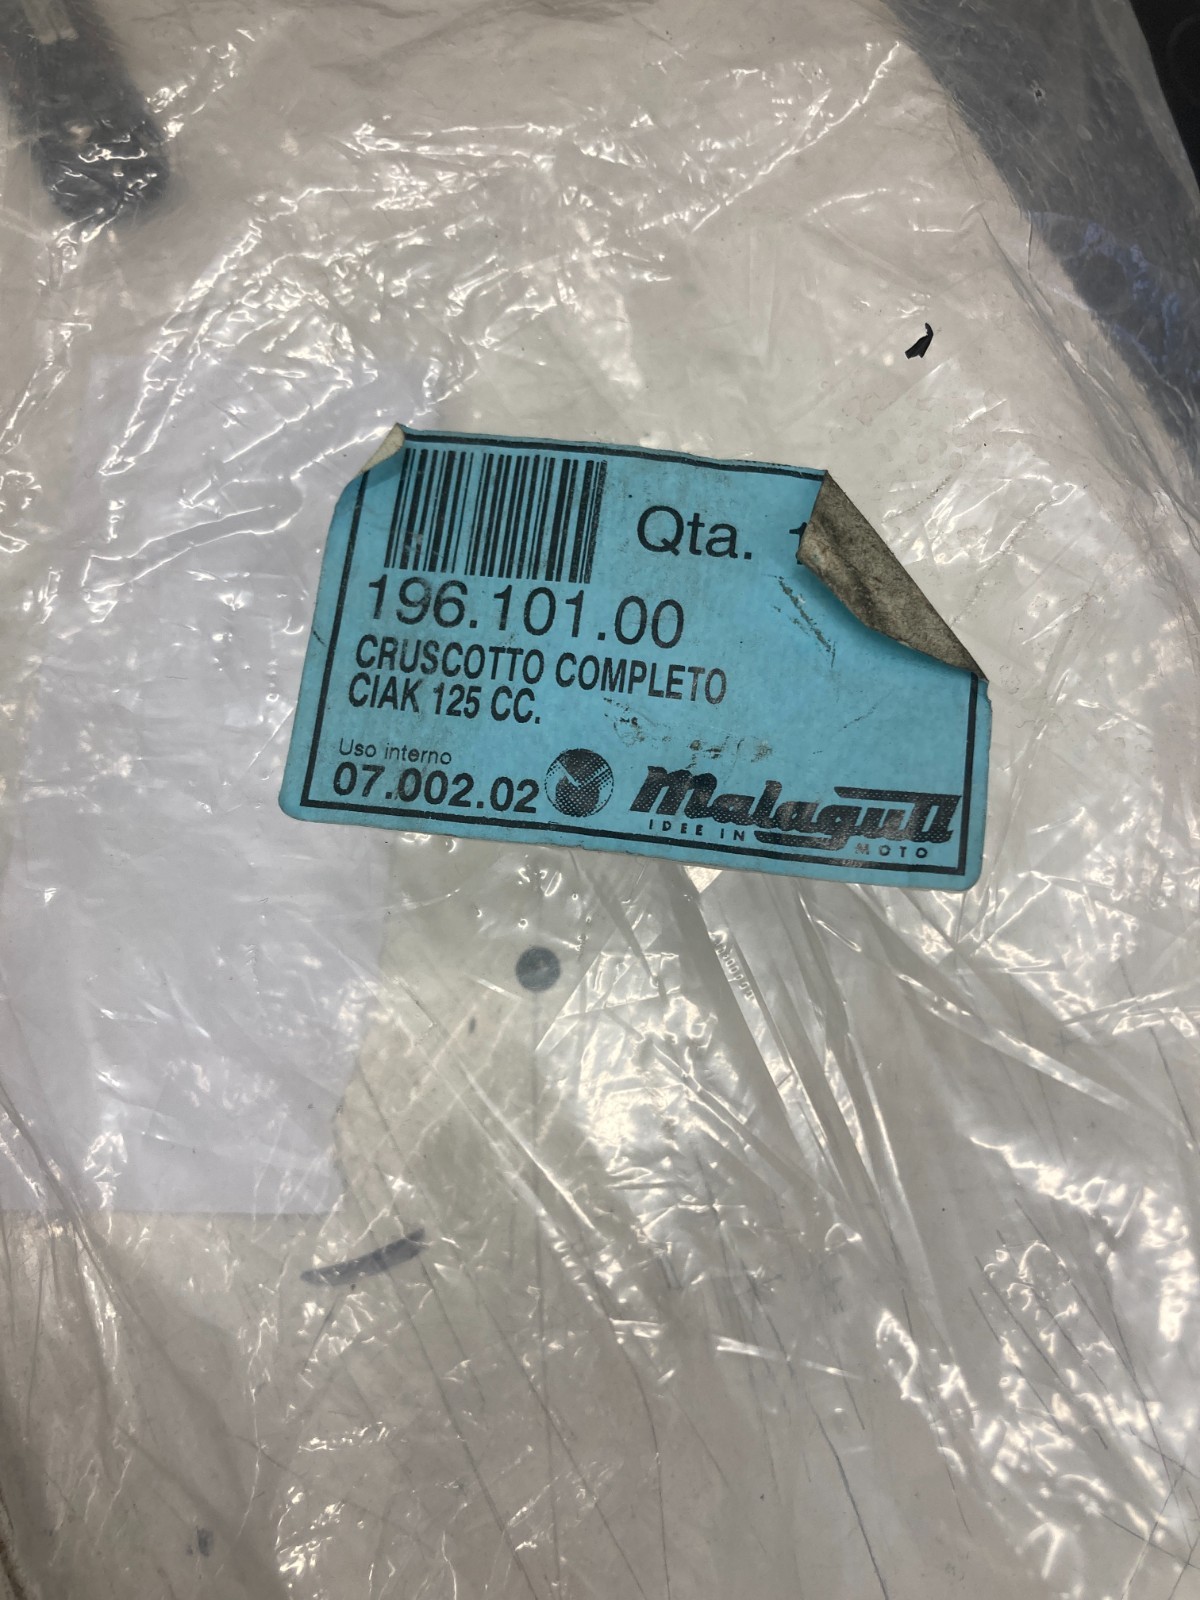 Qta.
196.101.00
CRUSCOTTO COMPLETO
CIAK 125 CC.
Uso interno
07.002.02
Malaguti
IDEE IN MOTO